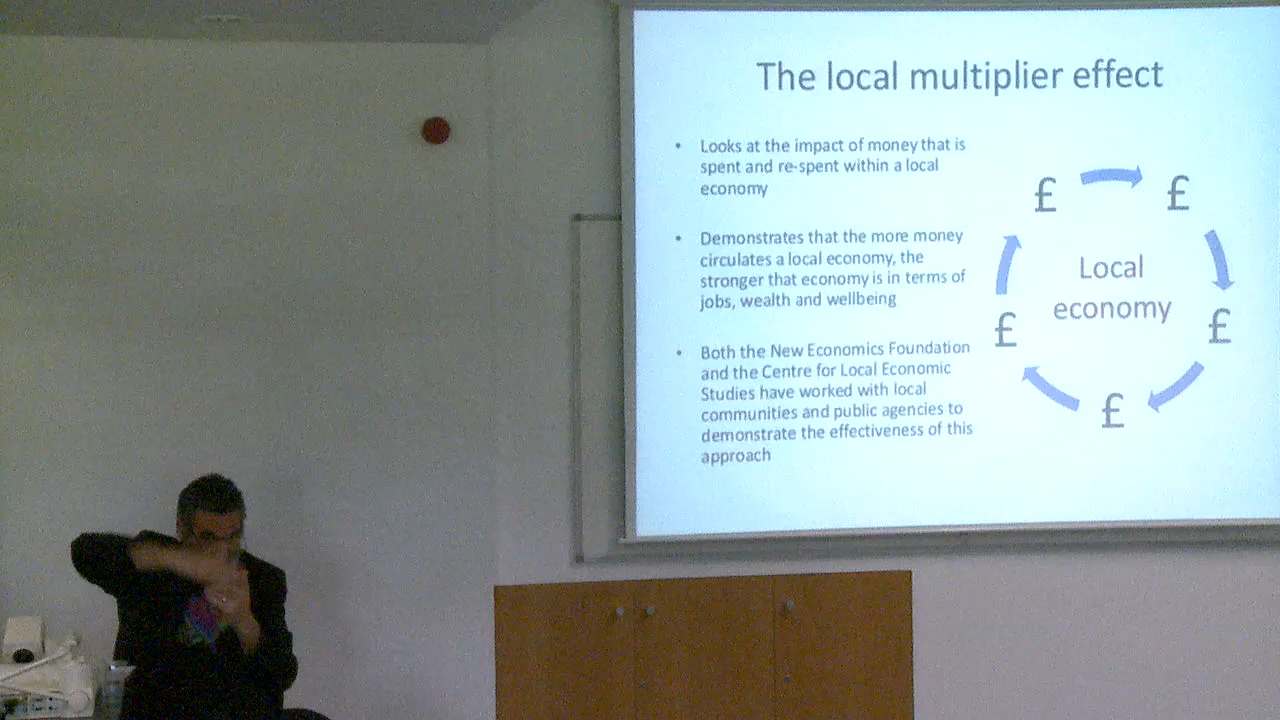 The local multiplier effect
• Looks at the impact of money that is
spent and re-spent within a local
economy
• Demonstrates that the more money
circulates a local economy, the
stronger that economy is in terms of
jobs, wealth and wellbeing
• Both the New Economics Foundation
and the Centre for Local Economic
Studies have worked with local
communities and public agencies to
demonstrate the effectiveness of this
approach
£ £
Local
economy
£ £
£